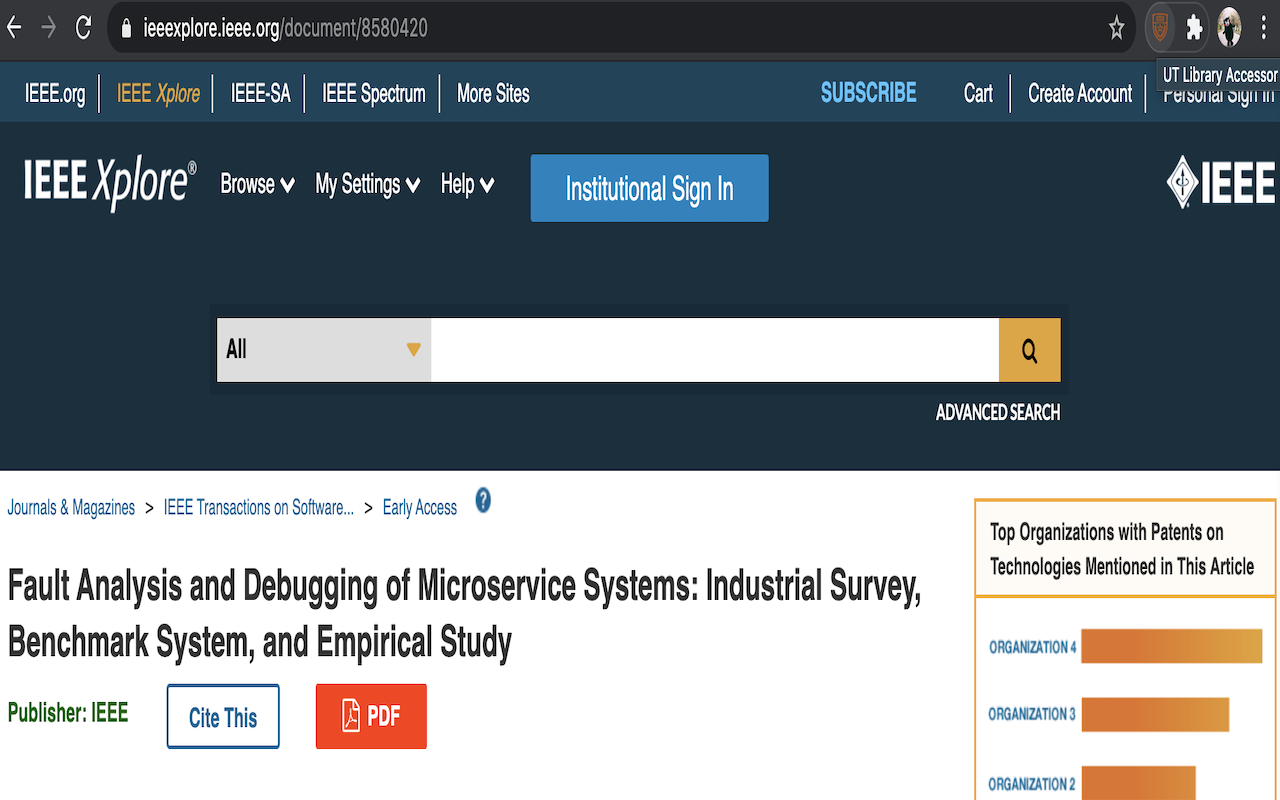 ieeexplore.ieee.org/document/8580420
UT Library Accessor
IEEE.org IEEE Xplore IEEE-SA IEEE Spectrum More Sites SUBSCRIBE Cart Create Account Personal Sign In
IEEE Xplore® Browse My Settings Help Institutional Sign In IEEE
All
ADVANCED SEARCH
Journals & Magazines > IEEE Transactions on Software... > Early Access ?
Fault Analysis and Debugging of Microservice Systems: Industrial Survey,
Benchmark System, and Empirical Study
Publisher: IEEE Cite This PDF
Top Organizations with Patents on
Technologies Mentioned in This Article
ORGANIZATION 4
ORGANIZATION 3
ORGANIZATION 2